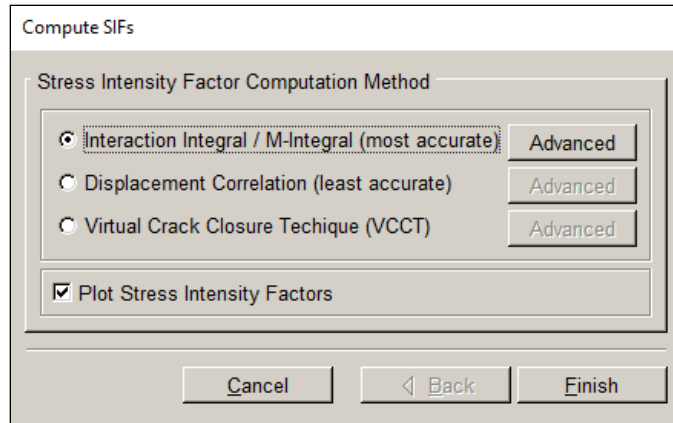 Compute SIFs
Stress Intensity Factor Computation Method
Interaction Integral / M-Integral (most accurate) Advanced
Displacement Correlation (least accurate) Advanced
Virtual Crack Closure Techique (VCCT) Advanced
Plot Stress Intensity Factors
Cancel Back Finish